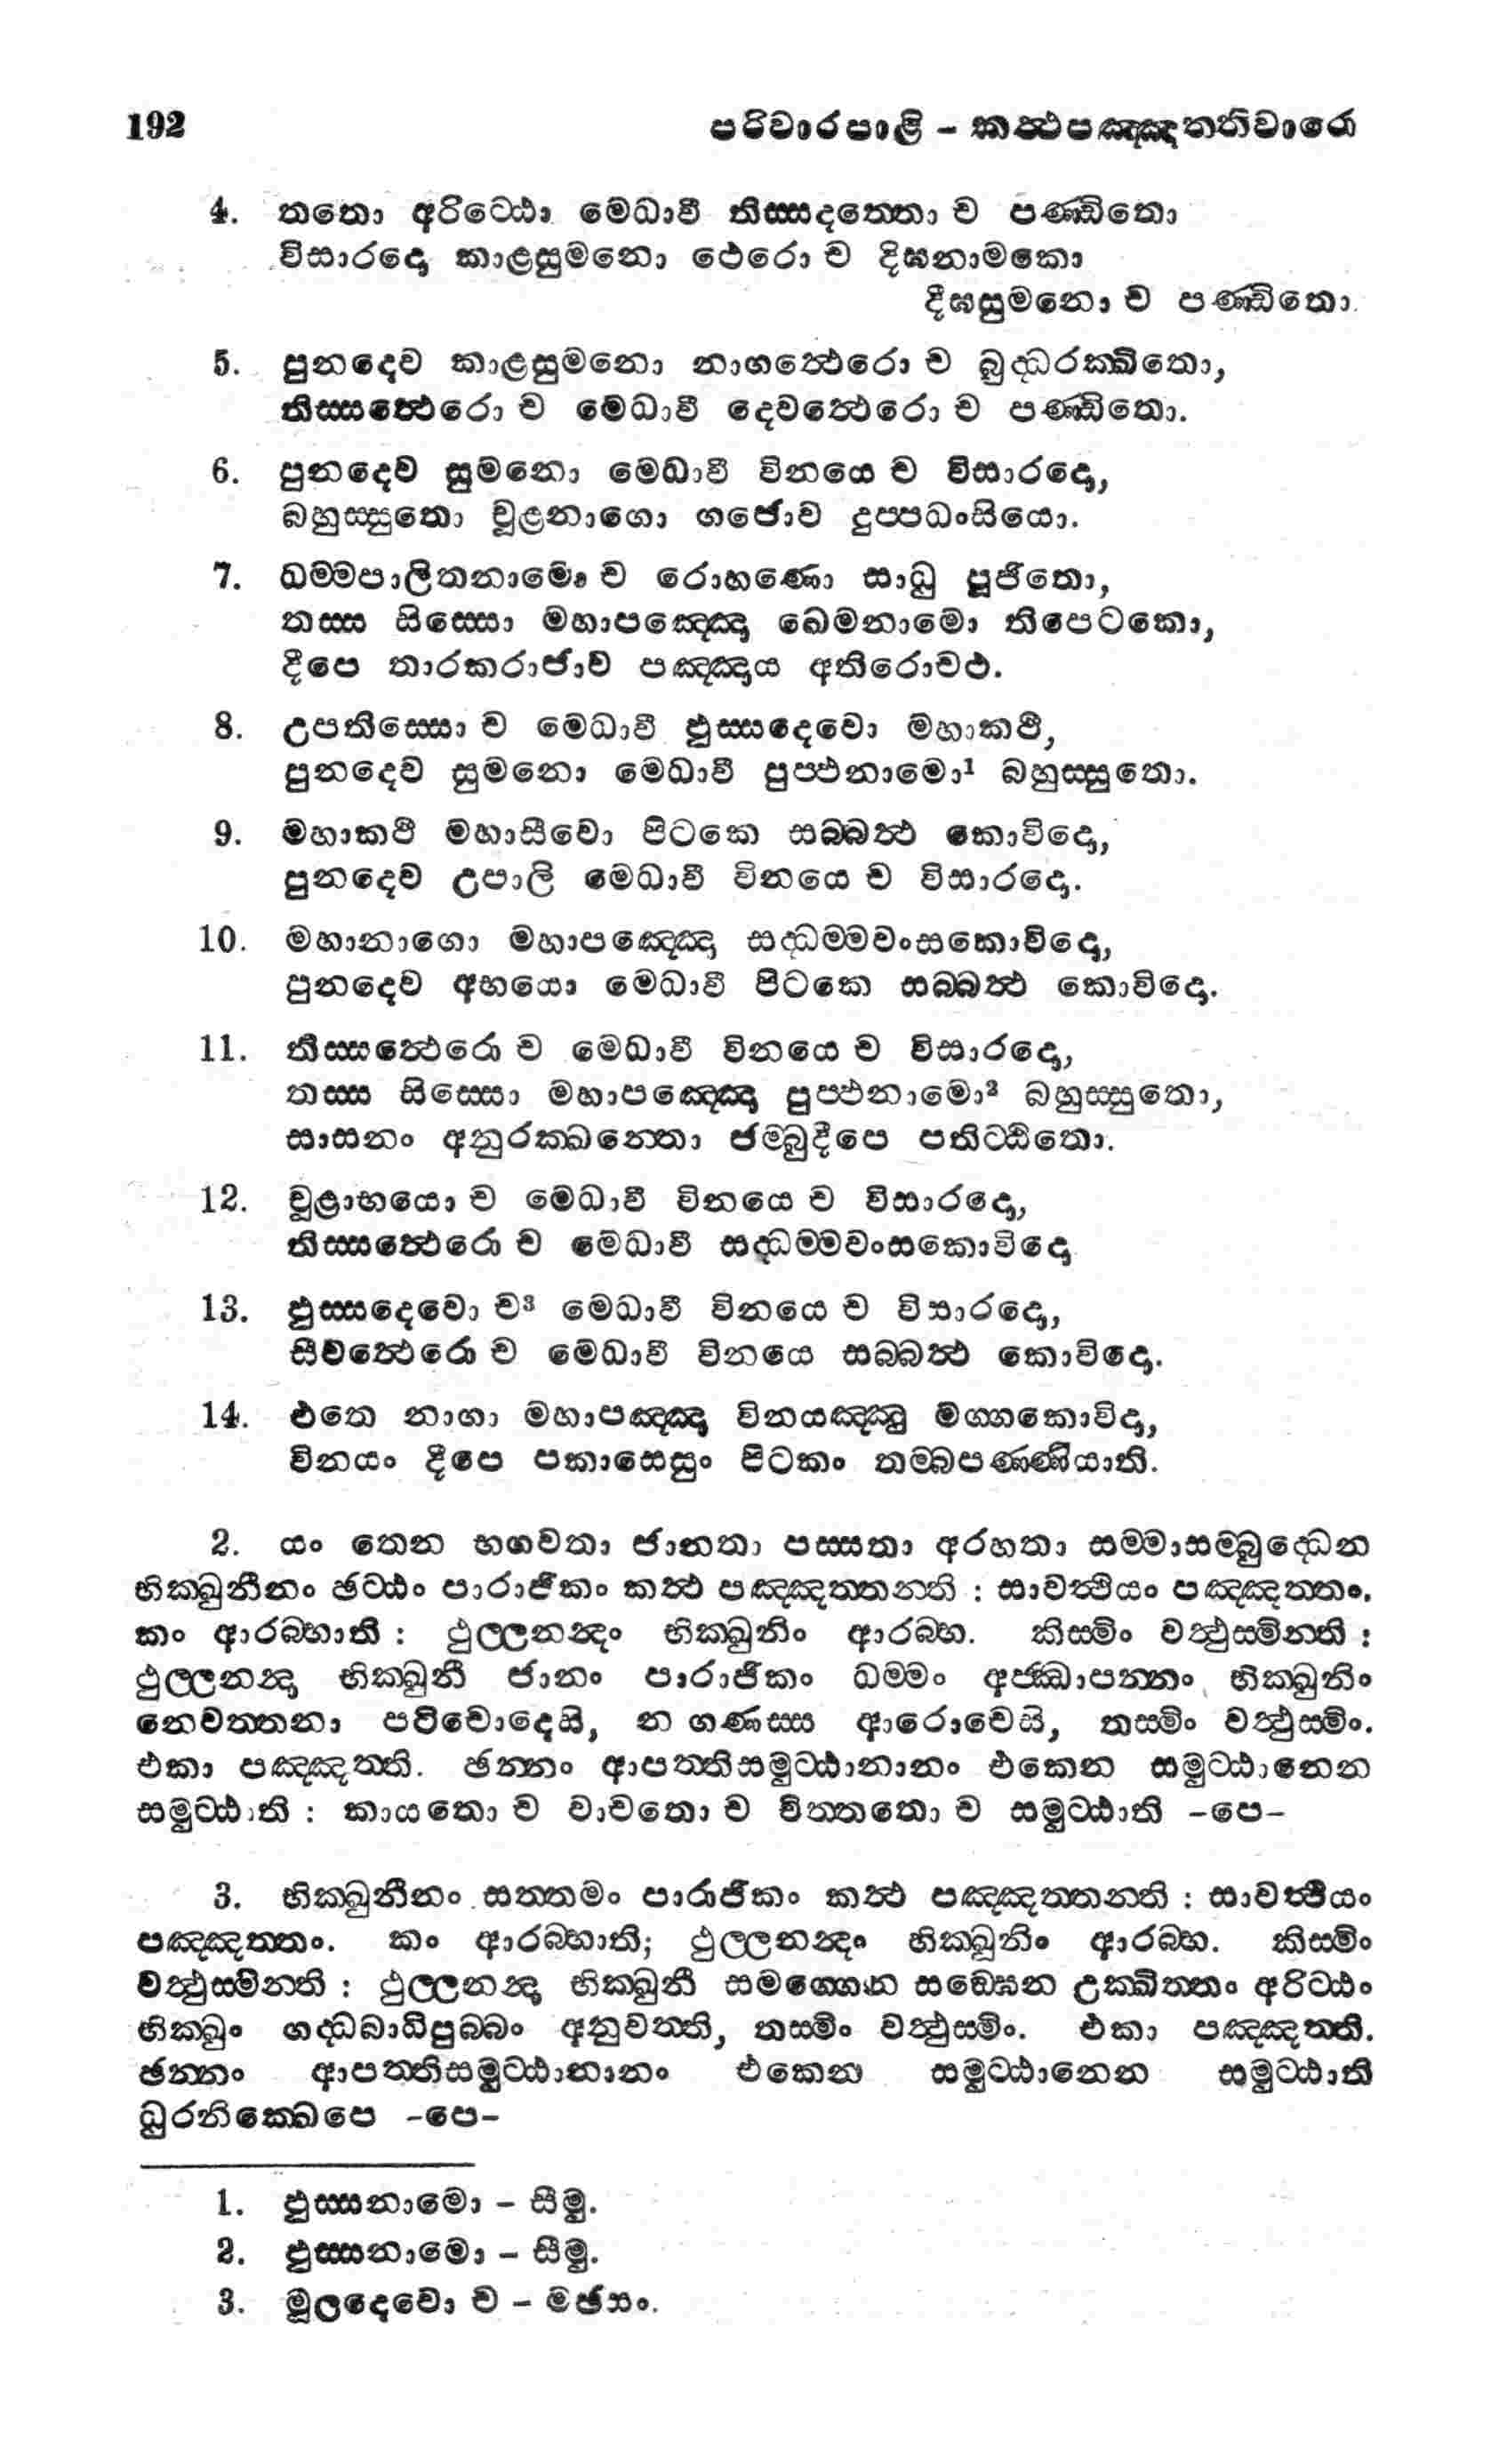 192
පරිවාරපාළි – කත්‍ථපඤ්ඤත්තිවාරො
4. තතො අරිට්ඨො මෙධාවී තිස්සදත්තො ච පණ්ඩිතො
විසාරදො කාළසුමනො ථෙරො ච දීඝනාමකො
දීඝසුමනො ච පණ්ඩිතො.
5. පුනදෙව කාළසුමනො නාගත්‍ථෙරො ච බුද්ධරක්ඛිතො,
තිස්සත්‍ථෙරො ච මෙධාවී දෙවත්‍ථෙරො ච පණ්ඩිතො.
6. පුනදෙව සුමනො මෙධාවී විනයෙ ච විසාරදො,
බහුස්සුතො චූළනාගො ගජොව දුප්පධංසියො.
7. ධම්මපාලිතනාමො ච රොහණො සාධු පූජිතො,
තස්ස සිස්සො මහාපඤ්ඤො ඛෙමනාමො තිපෙටකො,
දීපෙ තාරකරාජාව පඤ්ඤාය අතිරොචථ.
8. උපතිස්සො ච මෙධාවී ඵුස්සදෙවො මහාකථී,
පුනදෙව සුමනො මෙධාවී පුප්ඵනාමො¹ බහුස්සුතො.
9. මහාකථී මහාසීවො පිටකෙ සබ්බත්‍ථ කොවිදො,
පුනදෙව උපාලි මෙධාවී විනයෙ ච විසාරදො.
10. මහානාගො මහාපඤ්ඤො සද්ධම්මවංසකොවිදො,
පුනදෙව අභයො මෙධාවී පිටකෙ සබ්බත්‍ථ කොවිදො.
11. තිස්සත්‍ථෙරො ච මෙධාවී විනයෙ ච විසාරදො,
තස්ස සිස්සො මහාපඤ්ඤො පුප්ඵනාමො² බහුස්සුතො,
සාසනං අනුරක්ඛන්තො ජම්බුදීපෙ පතිට්ඨිතො.
12. චූළාභයො ච මෙධාවී විනයෙ ච විසාරදො,
තිස්සත්‍ථෙරො ච මෙධාවී සද්ධම්මවංසකොවිදො
13. ඵුස්සදෙවො ච³ මෙධාවී විනයෙ ච විසාරදො,
සීවත්‍ථෙරො ච මෙධාවී විනයෙ සබ්බත්‍ථ කොවිදො.
14. එතෙ නාගා මහාපඤ්ඤා විනයඤ්ඤූ මග්ගකොවිදා,
විනයං දීපෙ පකාසෙසුං පිටකං තම්බපණ්ණියාති.
2. යං තෙන භගවතා ජානතා පස්සතා අරහතා සම්මාසම්බුද්ධෙන
භික්ඛුනීනං ඡට්ඨං පාරාජිකං කත්‍ථ පඤ්ඤත්තන්ති : සාවත්‍ථියං පඤ්ඤත්තං.
කං ආරබ්භාති : ථුල්ලනන්දං භික්ඛුනිං ආරබ්භ. කිස්මිං වත්‍ථුස්මින්ති :
ථුල්ලනන්දා භික්ඛුනී ජානං පාරාජිකං ධම්මං අජ්ඣාපන්නං භික්ඛුනිං
නෙවත්තනා පටිචොදෙසි, න ගණස්ස ආරොචෙසි, තස්මිං වත්‍ථුස්මිං.
එකා පඤ්ඤත්ති. ඡන්නං ආපත්තිසමුට්ඨානානං එකෙන සමුට්ඨානෙන
සමුට්ඨාති : කායතො ච වාචතො ච චිත්තතො ච සමුට්ඨාති –පෙ–
3. භික්ඛුනීනං සත්තමං පාරාජිකං කත්‍ථ පඤ්ඤත්තන්ති : සාවත්‍ථියං
පඤ්ඤත්තං. කං ආරබ්භාති; ථුල්ලනන්දං භික්ඛුනිං ආරබ්භ. කිස්මිං
වත්‍ථුස්මින්ති : ථුල්ලනන්දා භික්ඛුනී සමග්ගෙන සඞ්ඝෙන උක්ඛිත්තං අරිට්ඨං
භික්ඛුං ගද්ධබාධිපුබ්බං අනුවත්ති, තස්මිං වත්‍ථුස්මිං. එකා පඤ්ඤත්ති.
ඡන්නං ආපත්තිසමුට්ඨානානං එකෙන සමුට්ඨානෙන සමුට්ඨාති
ධුරනික්ඛෙපෙ –පෙ–
1. ඵුස්සනාමො – සීමු.
2. ඵුස්සනාමො – සීමු.
3. මූලදෙවො ච – මඡසං.